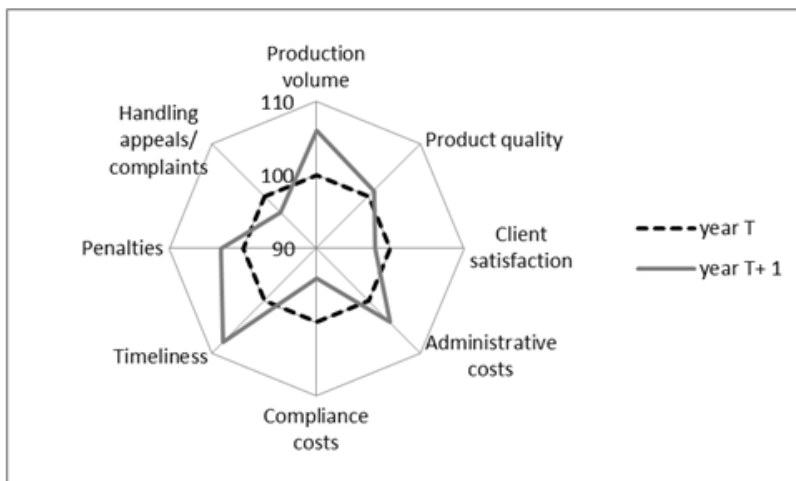 Production
volume
110
Handling
appeals/
complaints
Product quality
100
year T
Penalties
90
Client
satisfaction
year T+ 1
Timeliness
Administrative
costs
Compliance
costs